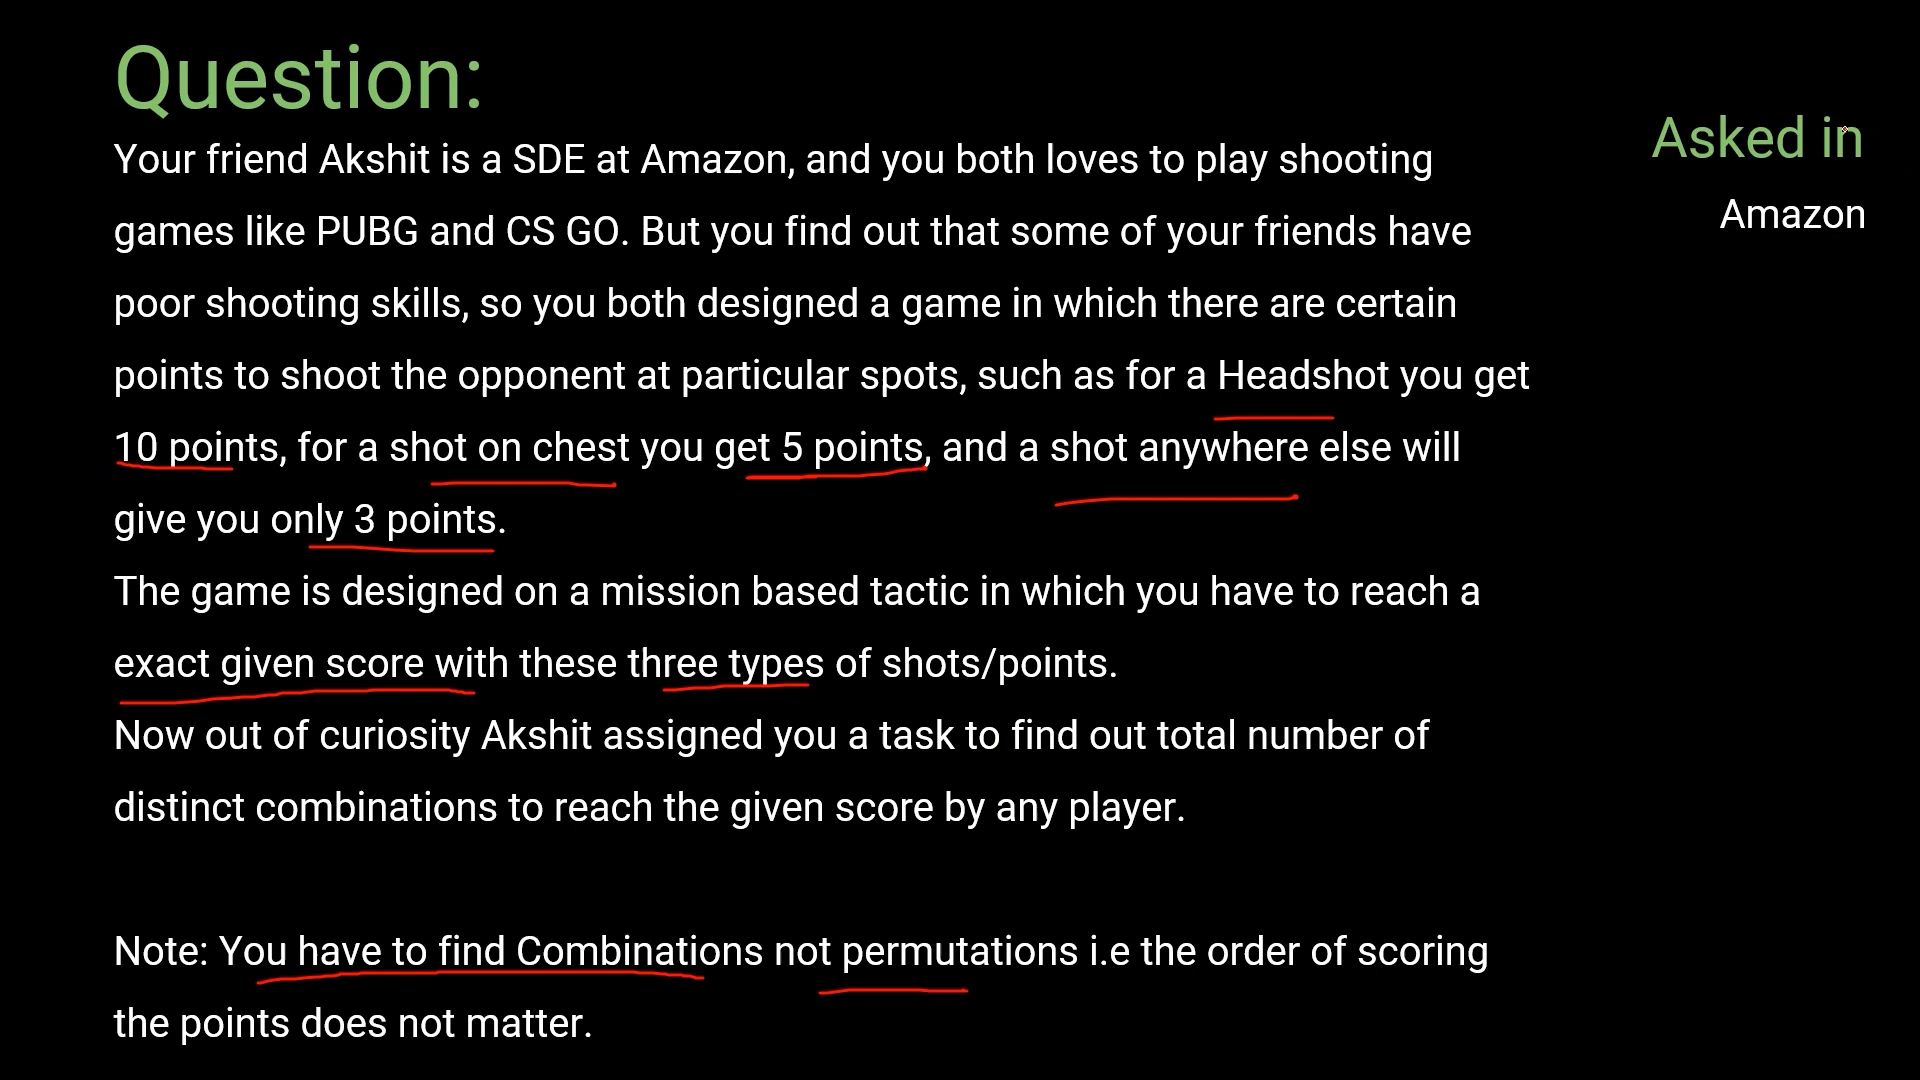 Question:
Asked in
Amazon
Your friend Akshit is a SDE at Amazon, and you both loves to play shooting
games like PUBG and CS GO. But you find out that some of your friends have
poor shooting skills, so you both designed a game in which there are certain
points to shoot the opponent at particular spots, such as for a Headshot you get
10 points, for a shot on chest you get 5 points, and a shot anywhere else will
give you only 3 points.
The game is designed on a mission based tactic in which you have to reach a
exact given score with these three types of shots/points.
Now out of curiosity Akshit assigned you a task to find out total number of
distinct combinations to reach the given score by any player.
Note: You have to find Combinations not permutations i.e the order of scoring
the points does not matter.